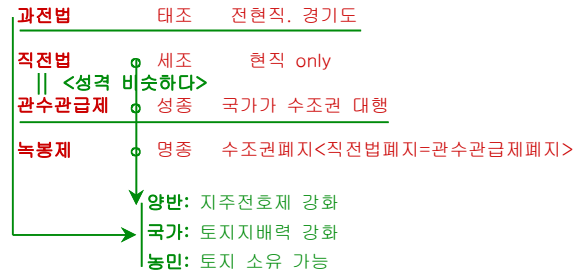 과전법 태조 전현직. 경기도
직전법 세조 현직 only
|| <성격 비슷하다>
관수관급제 성종 국가가 수조권 대행
녹봉제 명종 수조권폐지<직전법폐지=관수관급제폐지>
양반: 지주전호제 강화
국가: 토지지배력 강화
농민: 토지 소유 가능